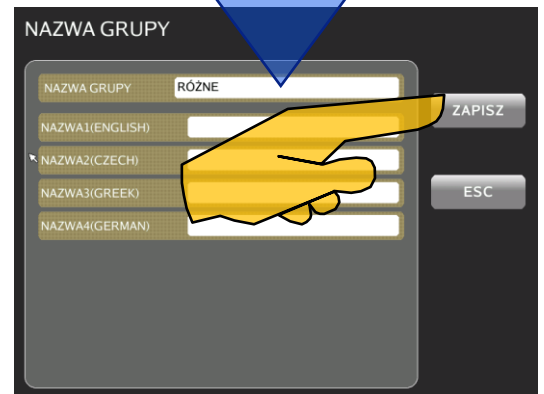 NAZWA GRUPY
NAZWA GRUPY RÓŻNE
ZAPISZ
NAZWA1(ENGLISH)
NAZWA2(CZECH)
NAZWA3(GREEK)
ESC
NAZWA4(GERMAN)